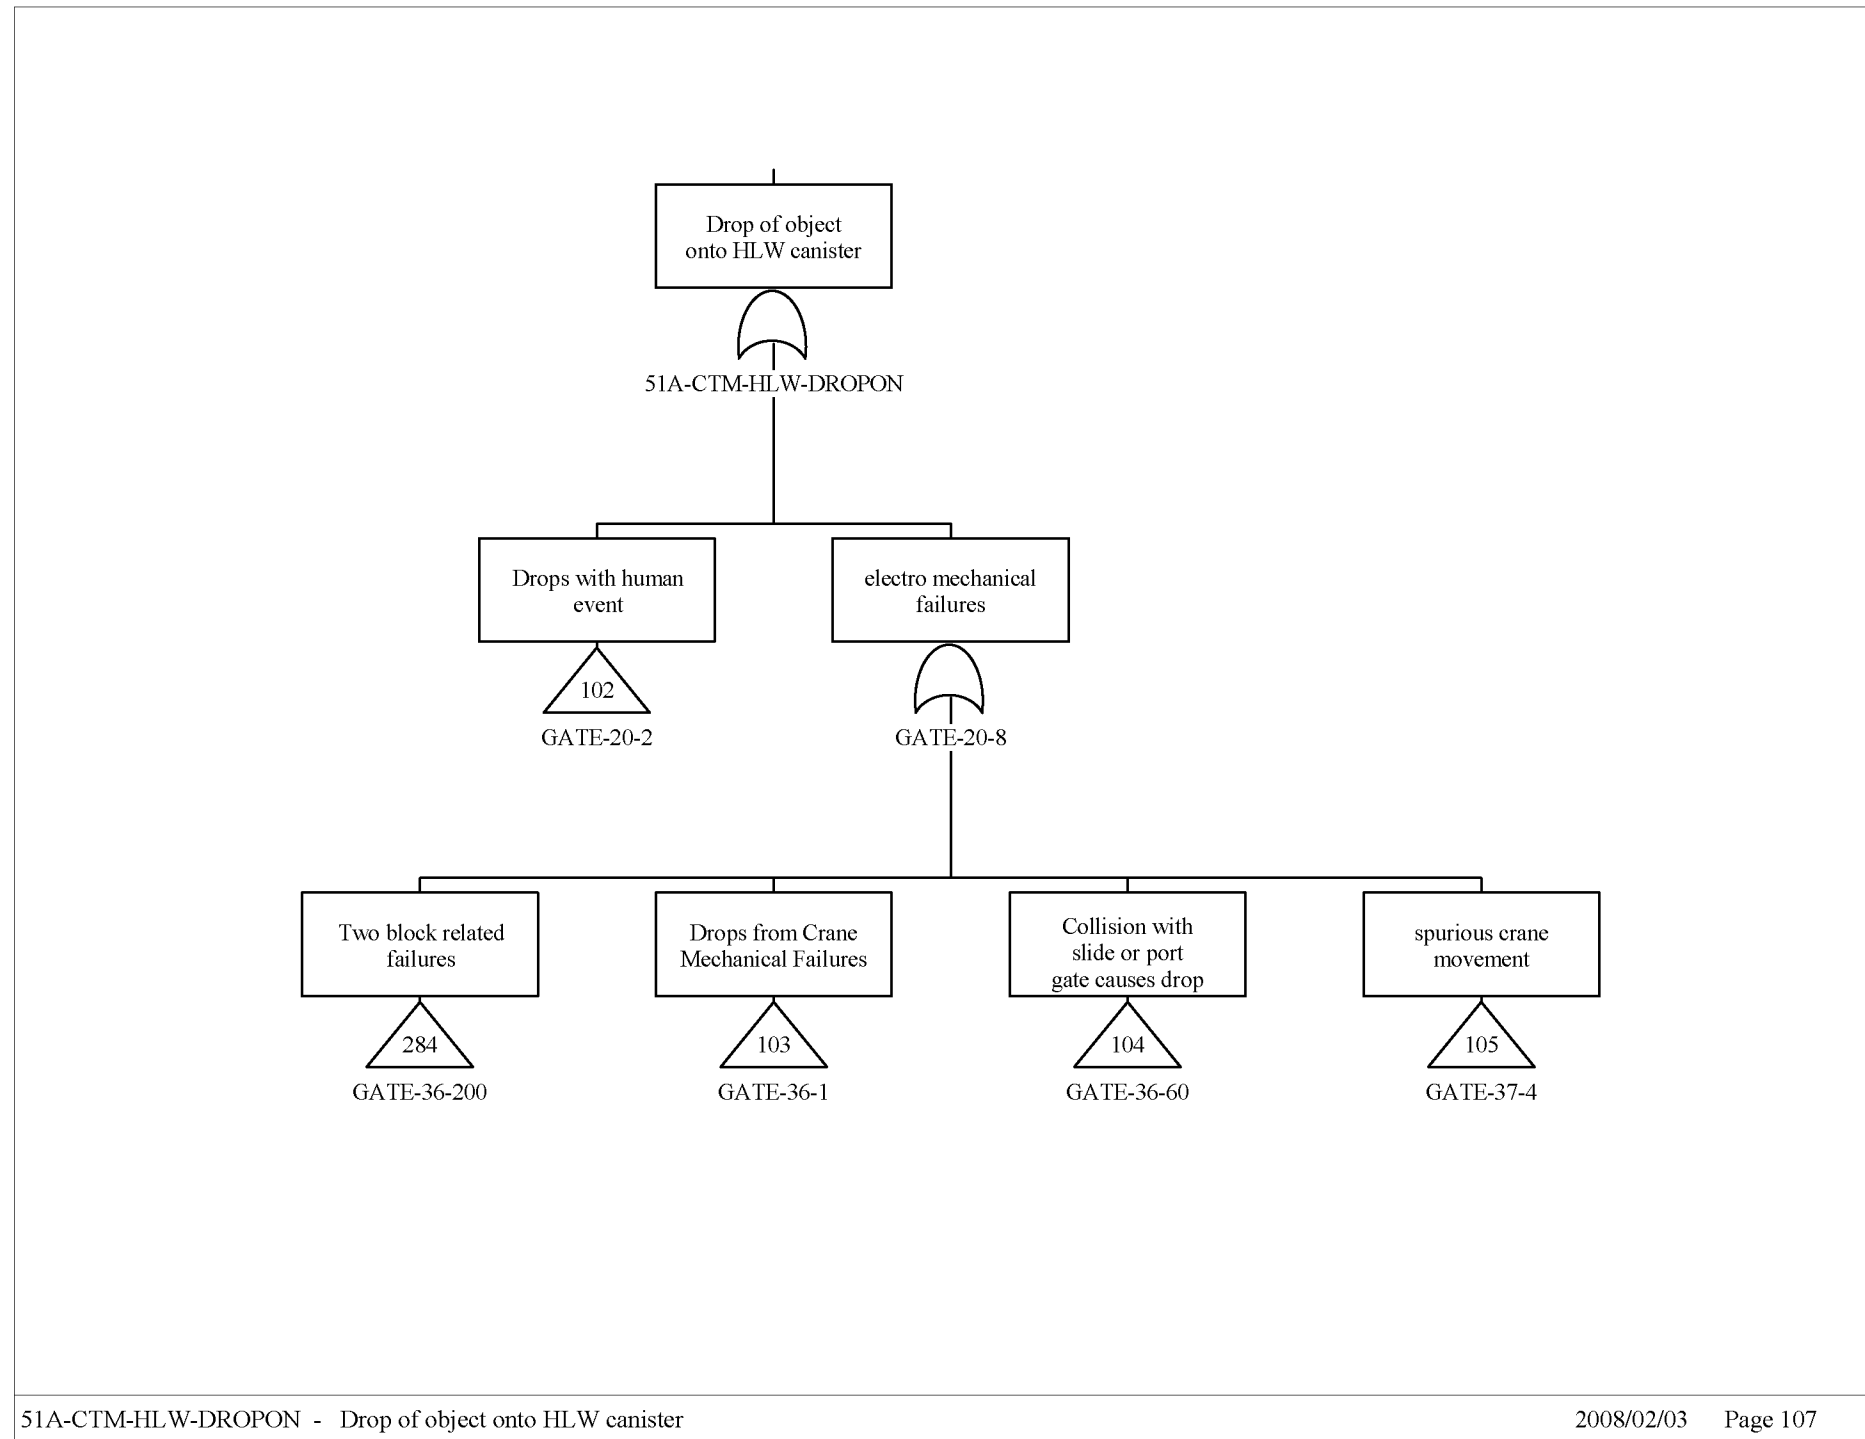 Drop of object
onto HLW canister
51A-CTM-HLW-DROPON
Drops with human
event
102
GATE-20-2
electro mechanical
failures
GATE-20-8
Two block related
failures
284
GATE-36-200
Drops from Crane
Mechanical Failures
103
GATE-36-1
Collision with
slide or port
gate causes drop
104
GATE-36-60
spurious crane
movement
105
GATE-37-4
51A-CTM-HLW-DROPON - Drop of object onto HLW canister
2008/02/03 Page 107